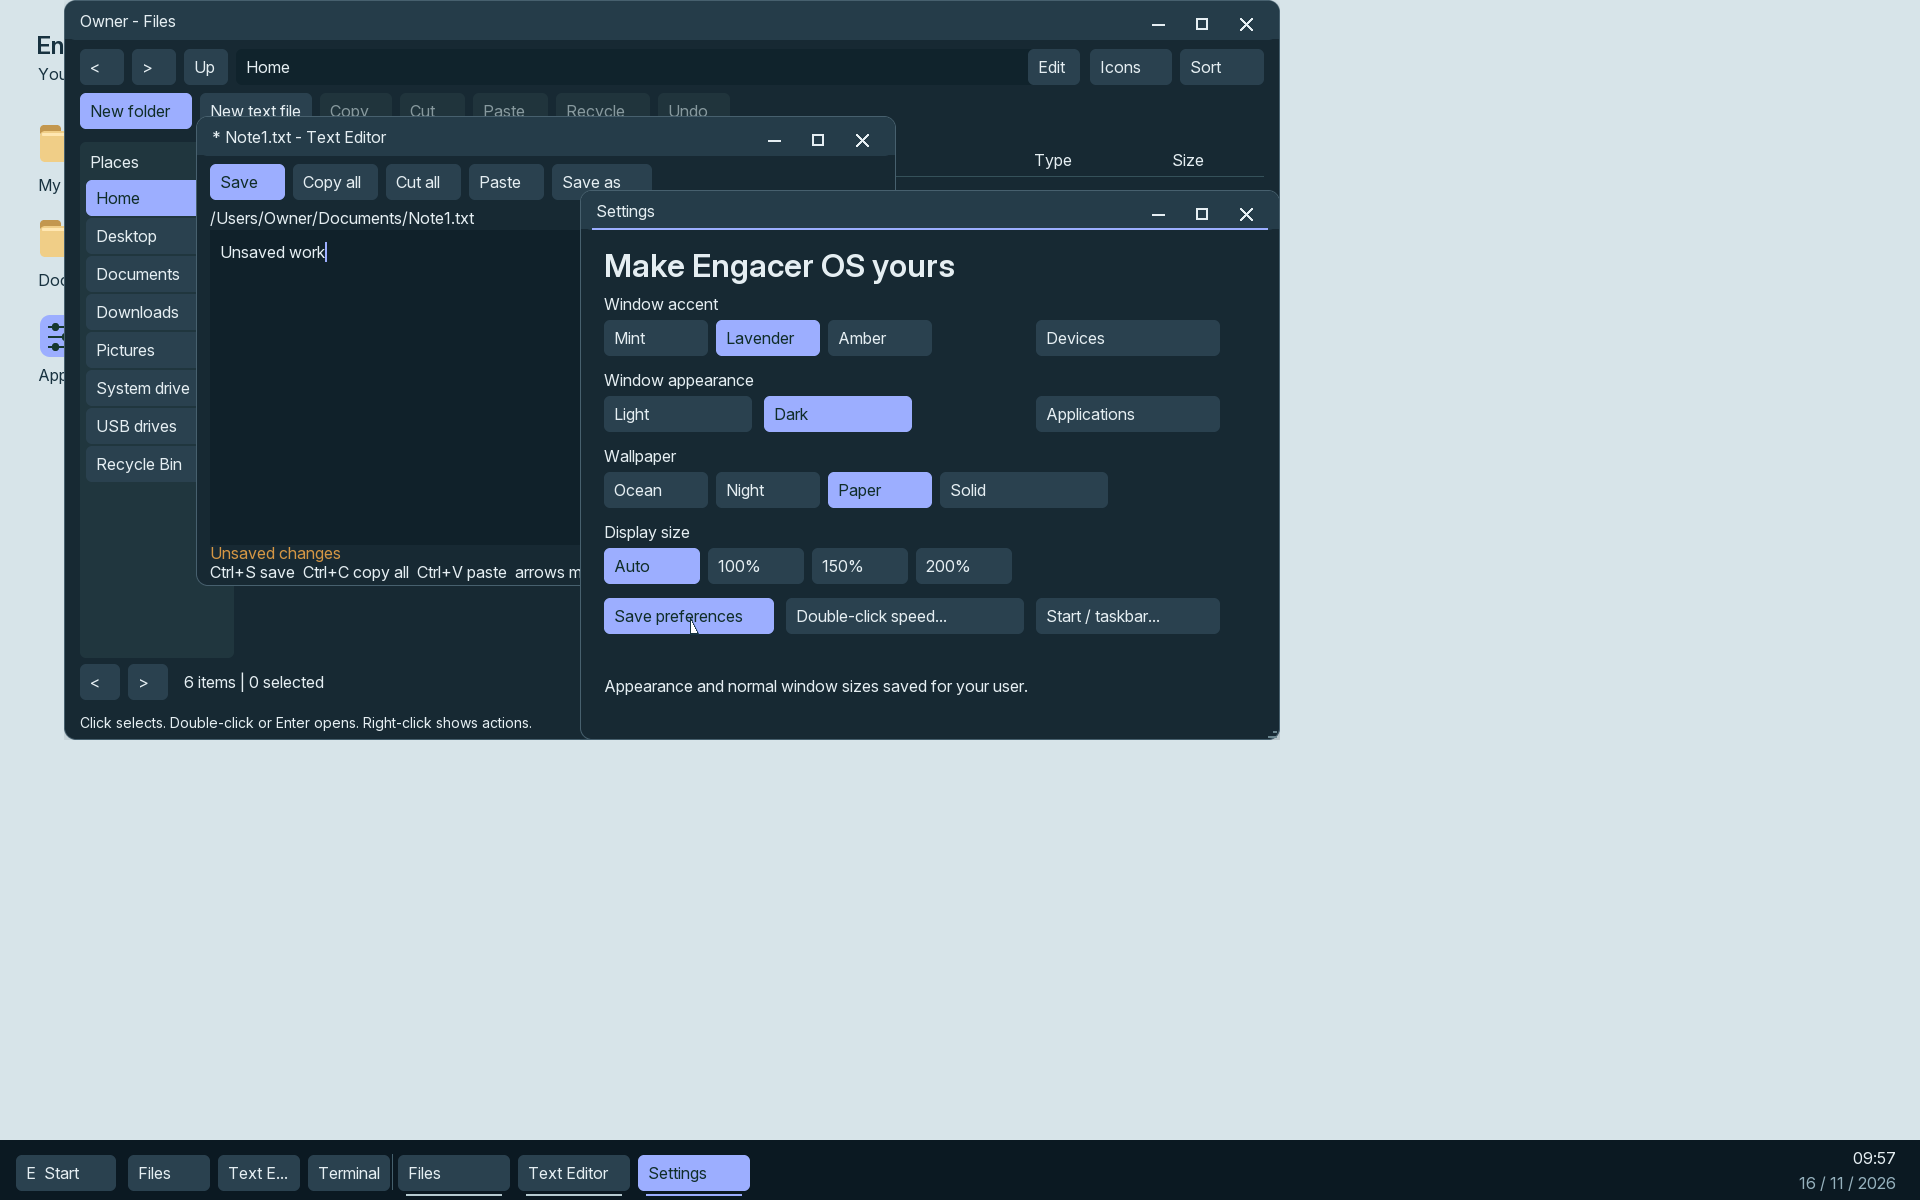 Owner - Files
< > Up Home Edit Icons Sort
New folder New text file Copy Cut Paste Recycle Undo
En
You
My
Doc
App
Places
Home
Desktop
Documents
Downloads
Pictures
System drive
USB drives
Recycle Bin
Type Size
< > 6 items | 0 selected
Click selects. Double-click or Enter opens. Right-click shows actions.
* Note1.txt - Text Editor
Save Copy all Cut all Paste Save as
/Users/Owner/Documents/Note1.txt
Unsaved work
Unsaved changes
Ctrl+S save Ctrl+C copy all Ctrl+V paste arrows m
Settings
Make Engacer OS yours
Window accent
Mint Lavender Amber Devices
Window appearance
Light Dark Applications
Wallpaper
Ocean Night Paper Solid
Display size
Auto 100% 150% 200%
Save preferences Double-click speed... Start / taskbar...
Appearance and normal window sizes saved for your user.
E Start Files Text E... Terminal Files Text Editor Settings
09:57
16 / 11 / 2026